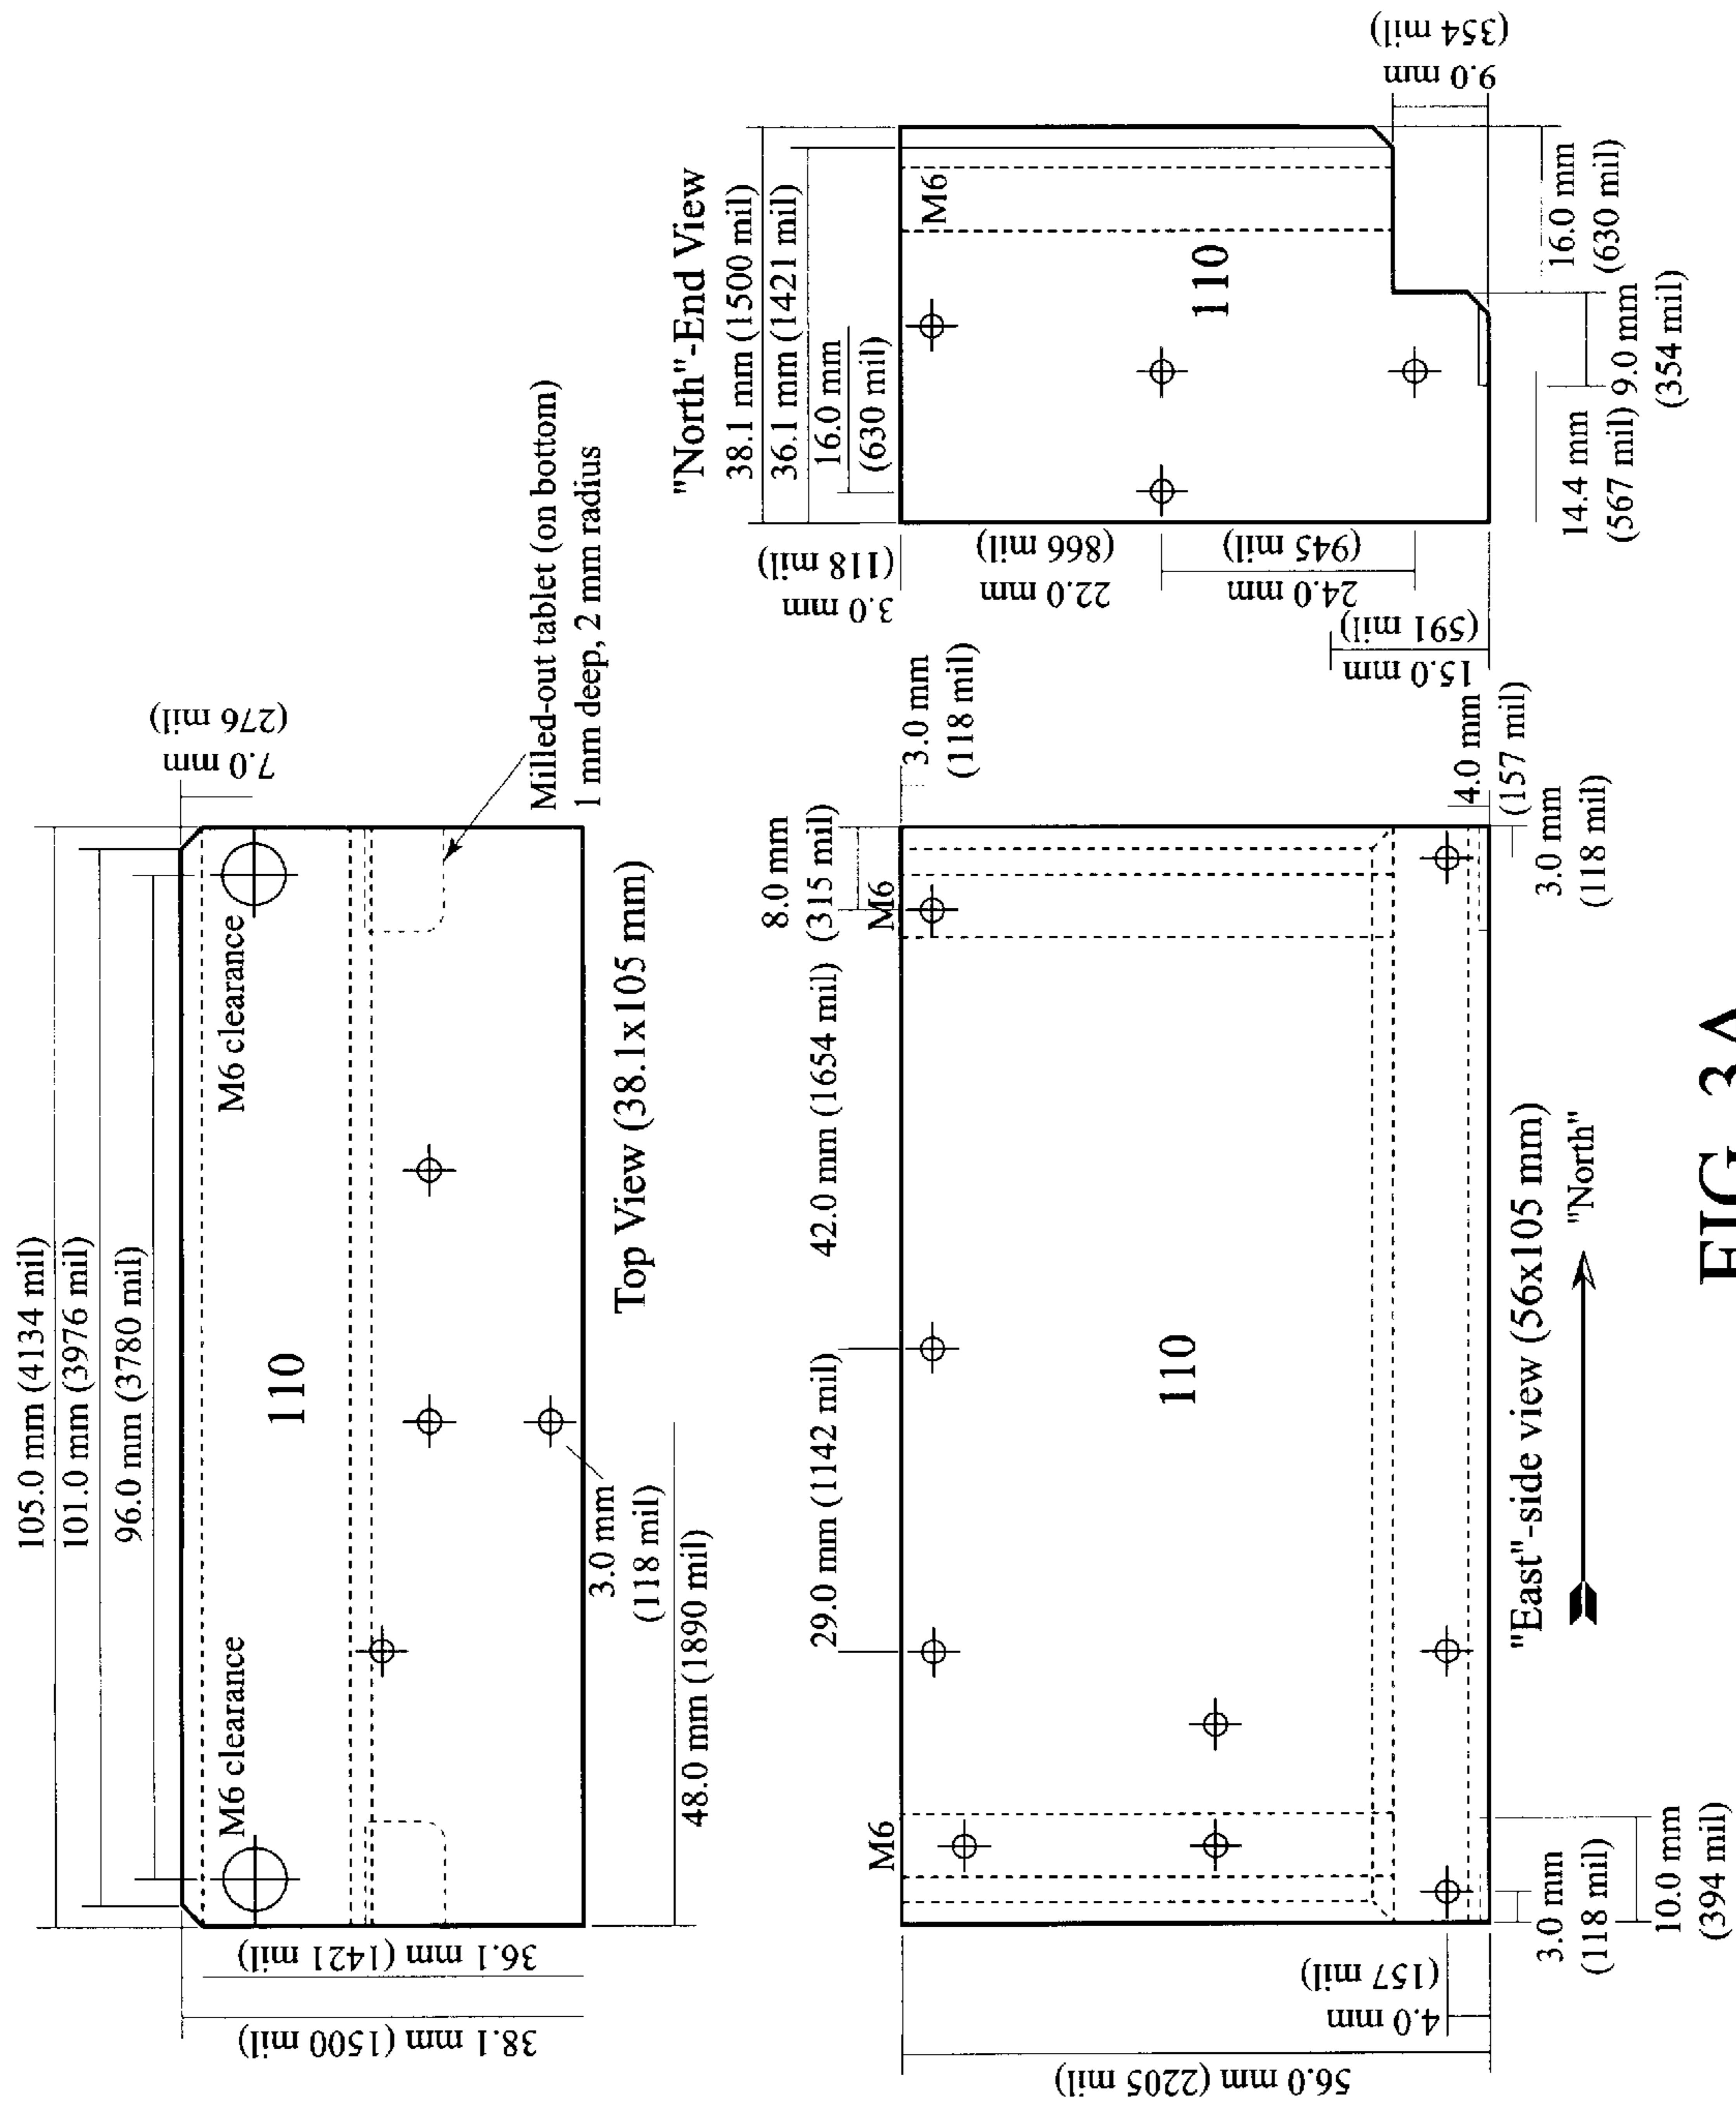 105.0 mm (4134 mil)
101.0 mm (3976 mil)
96.0 mm (3780 mil)
7.0 mm
(276 mil)
M6 clearance
110
M6 clearance
36.1 mm (1421 mil)
38.1 mm (1500 mil)
Milled-out tablet (on bottom)
1 mm deep, 2 mm radius
3.0 mm
(118 mil)
48.0 mm (1890 mil)
Top View (38.1x105 mm)
"North"-End View
38.1 mm (1500 mil)
36.1 mm (1421 mil)
16.0 mm
(630 mil)
M6
110
3.0 mm
(118 mil)
22.0 mm
(866 mil)
24.0 mm
(945 mil)
15.0 mm
(591 mil)
9.0 mm
(354 mil)
16.0 mm
(630 mil)
14.4 mm
(567 mil)
9.0 mm
(354 mil)
29.0 mm (1142 mil)
42.0 mm (1654 mil)
8.0 mm
(315 mil)
3.0 mm
(118 mil)
M6
M6
110
4.0 mm
(157 mil)
3.0 mm
(118 mil)
56.0 mm (2205 mil)
4.0 mm
(157 mil)
3.0 mm
(118 mil)
10.0 mm
(394 mil)
"East"-side view (56x105 mm)
"North"
FIG. 3A